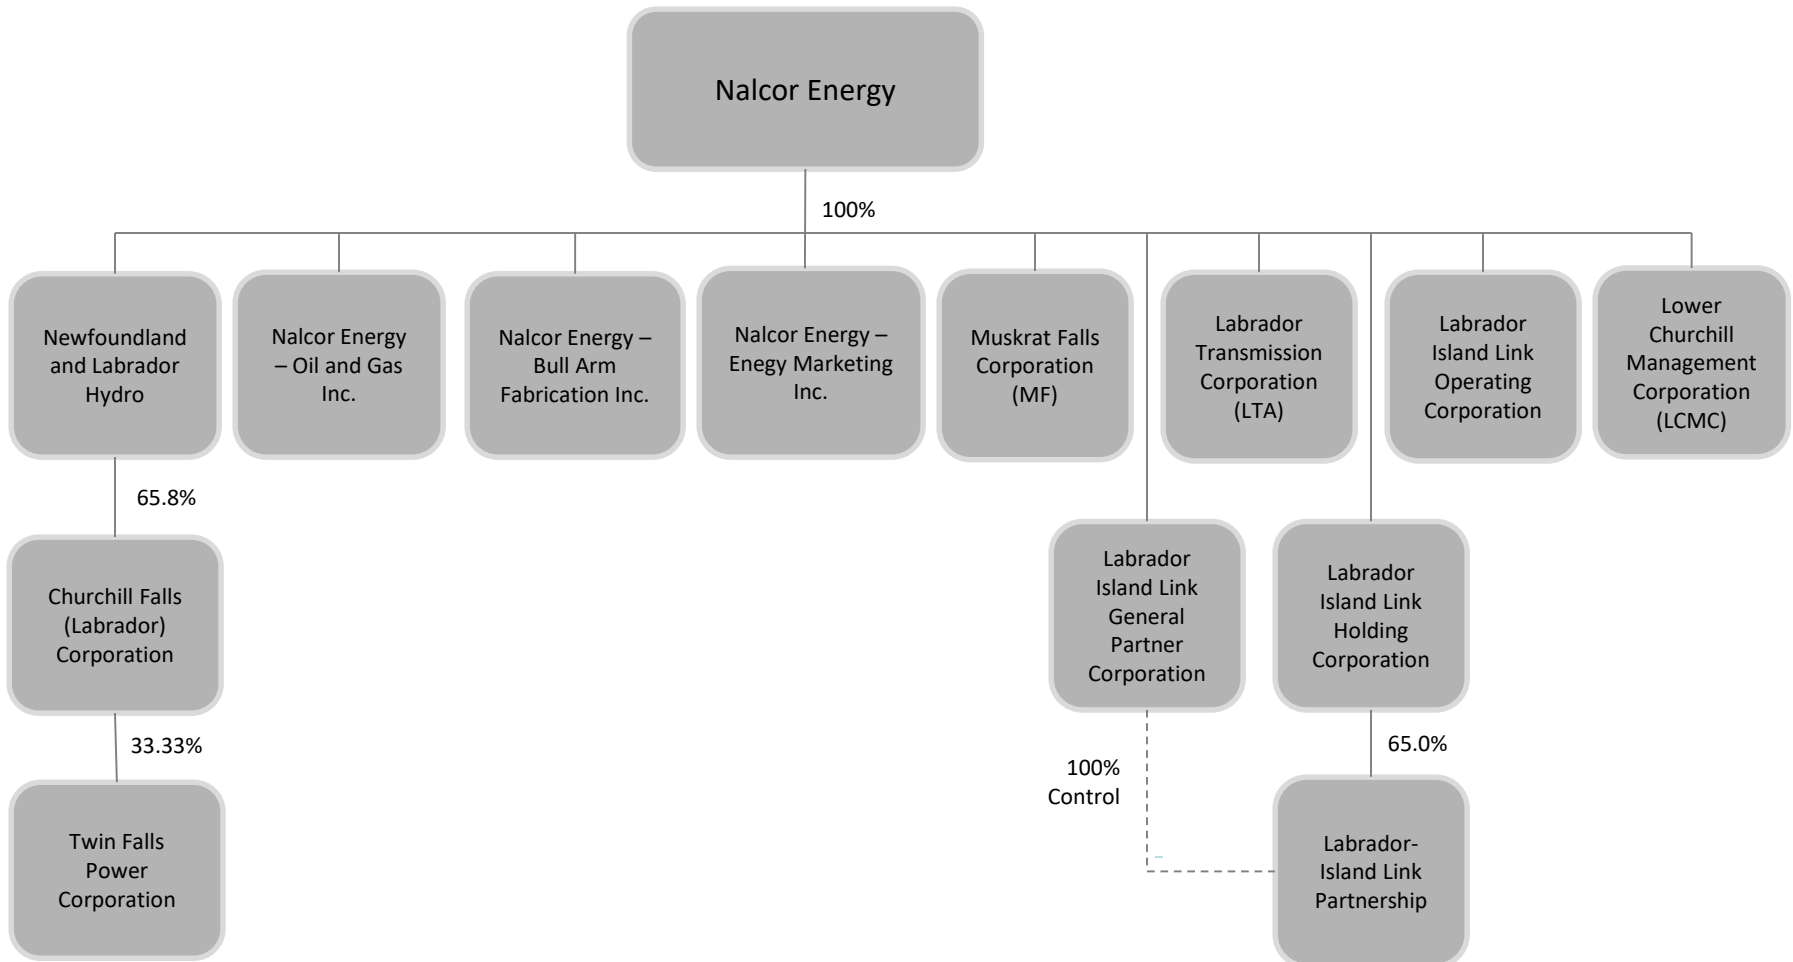 Nalcor Energy
100%
Newfoundland
and Labrador
Hydro
Nalcor Energy
– Oil and Gas
Inc.
Nalcor Energy –
Bull Arm
Fabrication Inc.
Nalcor Energy –
Enegy Marketing
Inc.
Muskrat Falls
Corporation
(MF)
Labrador
Transmission
Corporation
(LTA)
Labrador
Island Link
Operating
Corporation
Lower
Churchill
Management
Corporation
(LCMC)
65.8%
Churchill Falls
(Labrador)
Corporation
Labrador
Island Link
General
Partner
Corporation
Labrador
Island Link
Holding
Corporation
33.33%
65.0%
100%
Control
Twin Falls
Power
Corporation
Labrador-
Island Link
Partnership